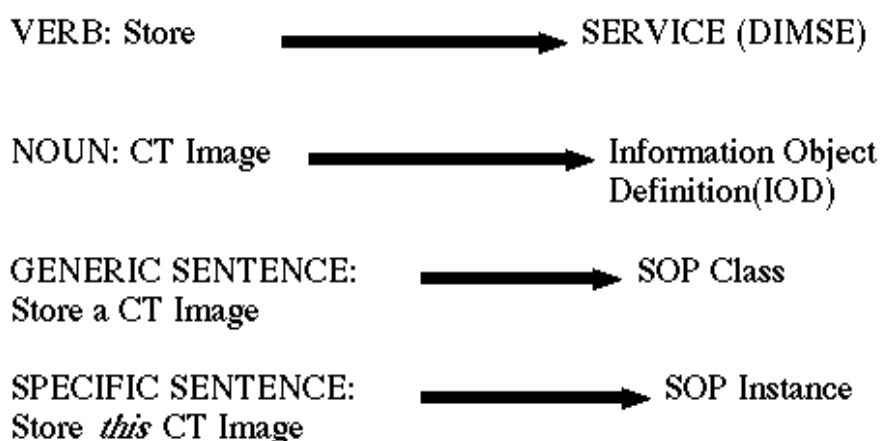 VERB: Store SERVICE (DIMSE)
NOUN: CT Image Information Object
Definition(IOD)
GENERIC SENTENCE: SOP Class
Store a CT Image
SPECIFIC SENTENCE: SOP Instance
Store this CT Image